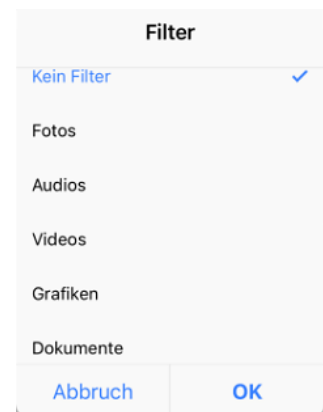 Filter
Kein Filter
Fotos
Audios
Videos
Grafiken
Dokumente
Abbruch OK